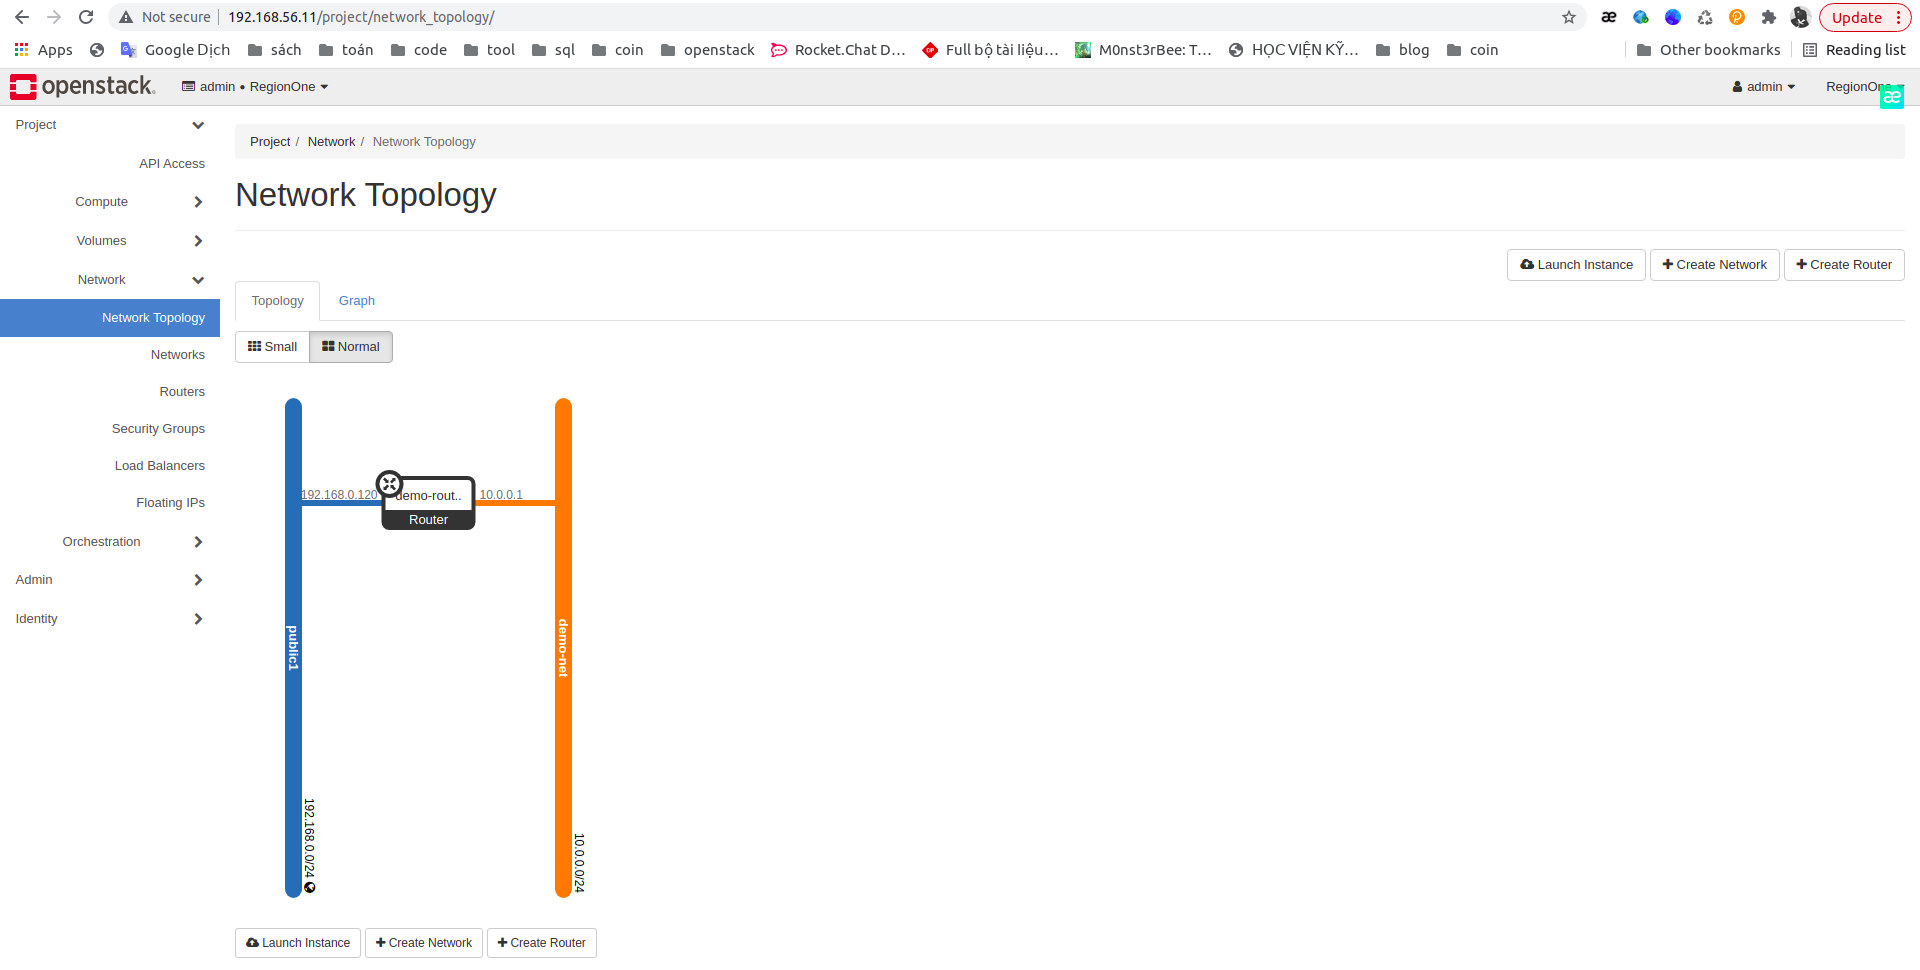 Not secure 192.168.56.11/project/network_topology/
æ
Update
Apps Google Dịch sách toán code tool sql coin openstack Rocket.Chat D... Full bộ tài liệu... M0nst3rBee: T... HỌC VIỆN KỸ... blog coin Other bookmarks Reading list
openstack. admin • RegionOne admin RegionOne
æ
Project
API Access
Compute
Volumes
Network
Network Topology
Networks
Routers
Security Groups
Load Balancers
Floating IPs
Orchestration
Admin
Identity
Project / Network / Network Topology
Network Topology
Launch Instance Create Network Create Router
Topology Graph
Small Normal
192.168.0.120 demo-rout.. 10.0.0.1
Router
public1
192.168.0.0/24
demo-net
10.0.0.0/24
Launch Instance Create Network Create Router